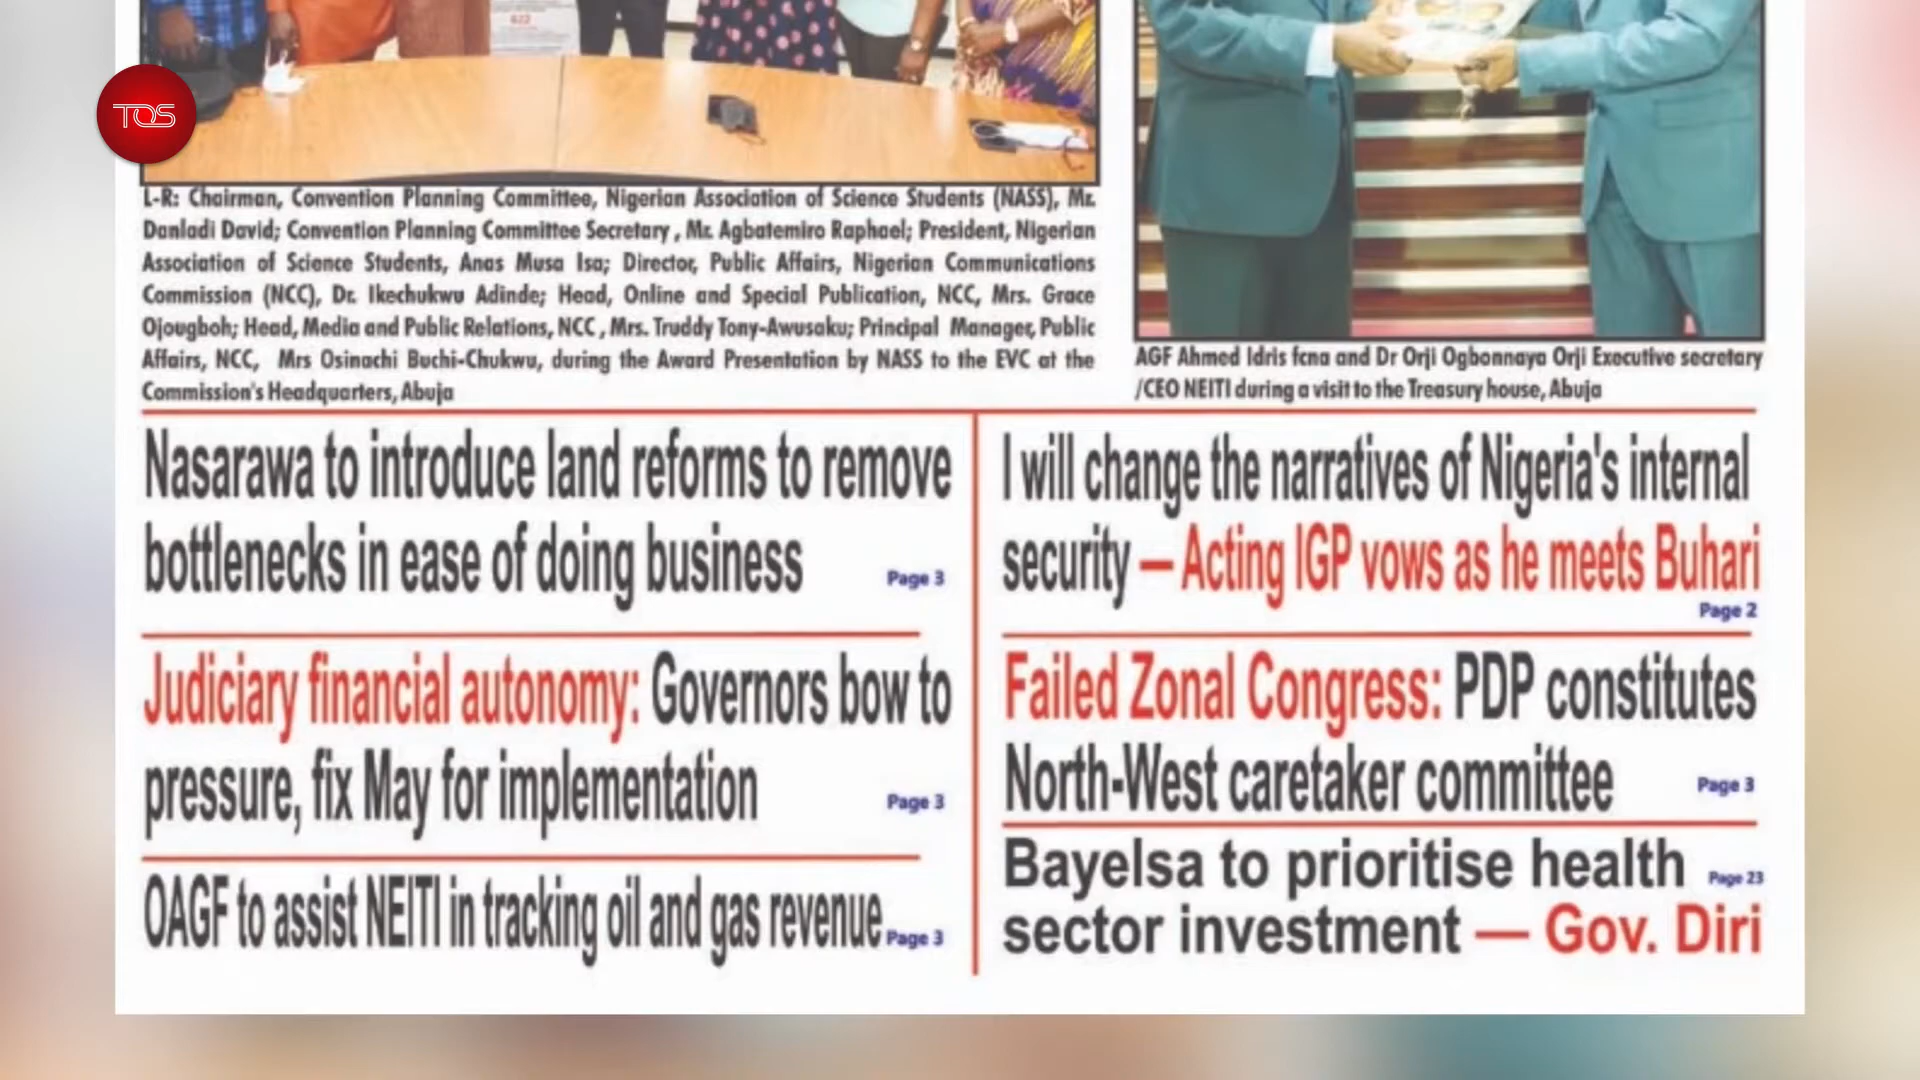 622
TOS
L-R: Chairman, Convention Planning Committee, Nigerian Association of Science Students (NASS), Mr.
Danladi David; Convention Planning Committee Secretary , Mr. Agbatemiro Raphael; President, Nigerian
Association of Science Students, Anas Musa Isa; Director, Public Affairs, Nigerian Communications
Commission (NCC), Dr. Ikechukwu Adinde; Head, Online and Special Publication, NCC, Mrs. Grace
Ojougboh; Head, Media and Public Relations, NCC , Mrs. Truddy Tony-Awusaku; Principal Manager, Public
Affairs, NCC, Mrs Osinachi Buchi-Chukwu, during the Award Presentation by NASS to the EVC at the
Commission's Headquarters, Abuja
AGF Ahmed Idris fcna and Dr Orji Ogbonnaya Orji Executive secretary
/CEO NEITI during a visit to the Treasury house, Abuja
Nasarawa to introduce land reforms to remove
bottlenecks in ease of doing business Page 3
Judiciary financial autonomy: Governors bow to
pressure, fix May for implementation Page 3
OAGF to assist NEITI in tracking oil and gas revenue Page 3
I will change the narratives of Nigeria's internal
security — Acting IGP vows as he meets Buhari
Page 2
Failed Zonal Congress: PDP constitutes
North-West caretaker committee Page 3
Bayelsa to prioritise health Page 23
sector investment — Gov. Diri